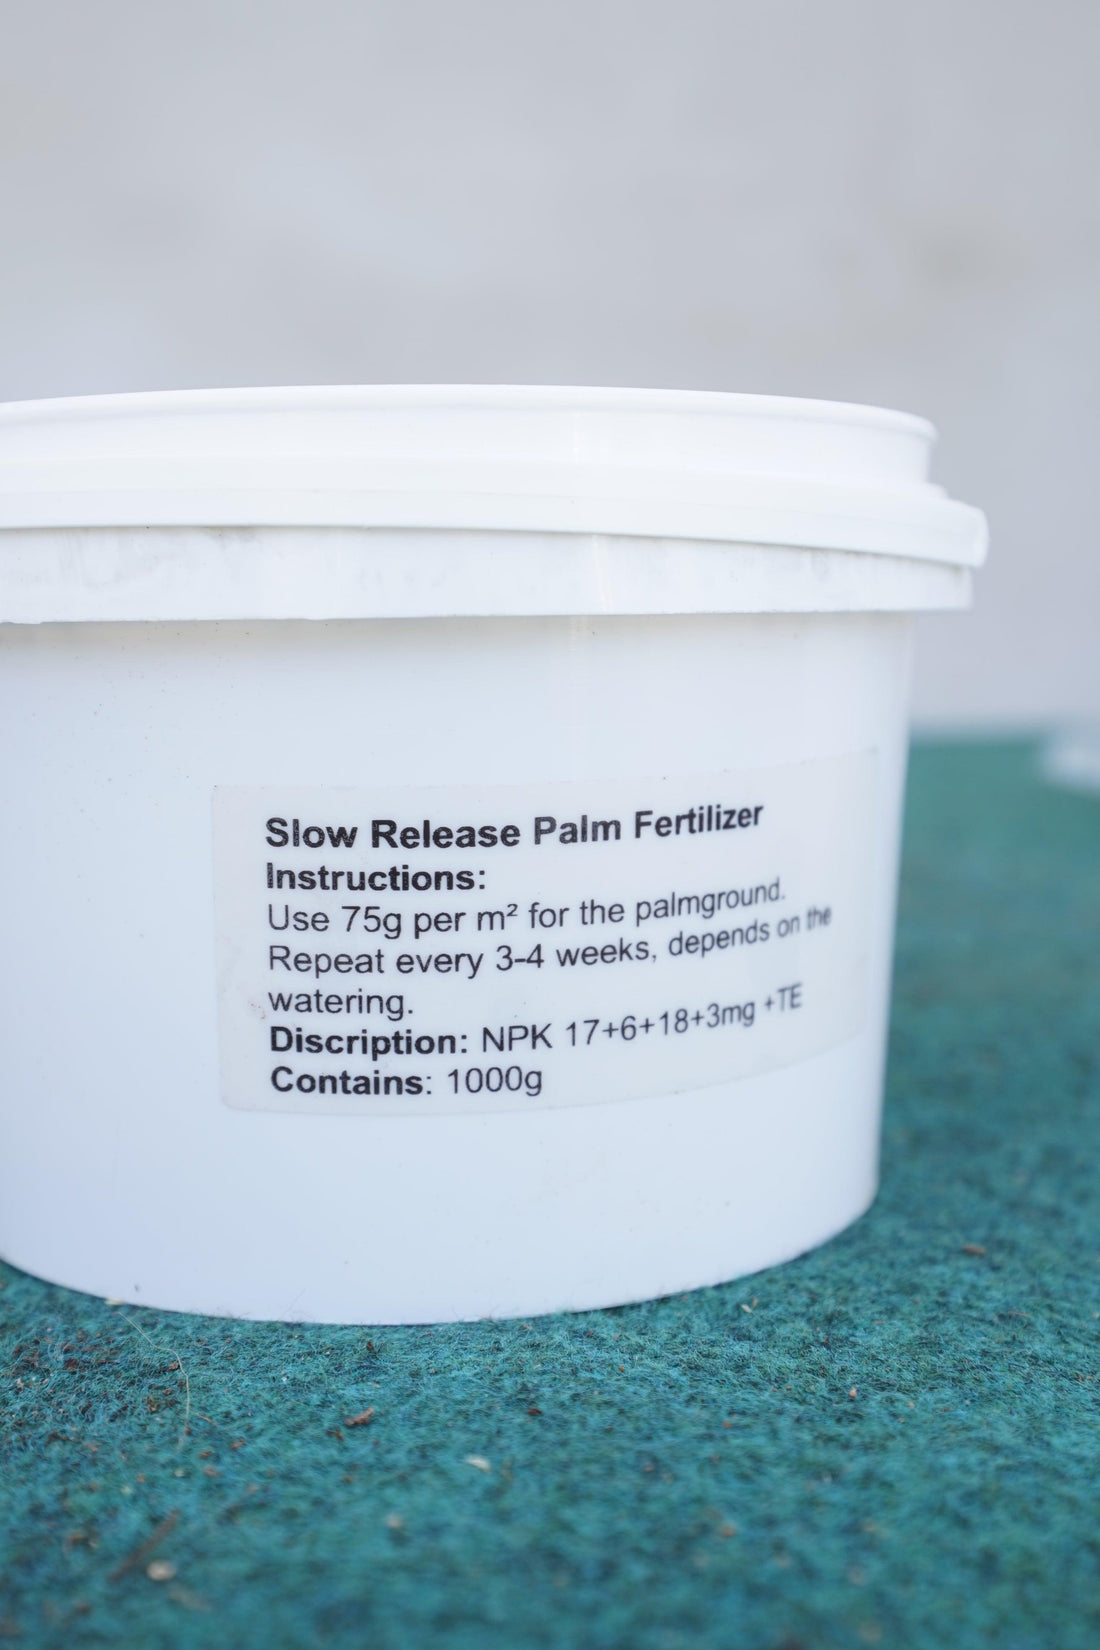 Slow Release Palm Fertilizer
Instructions:
Use 75g per m² for the palmground.
Repeat every 3-4 weeks, depends on the
watering.
Discription: NPK 17+6+18+3mg +TE
Contains: 1000g